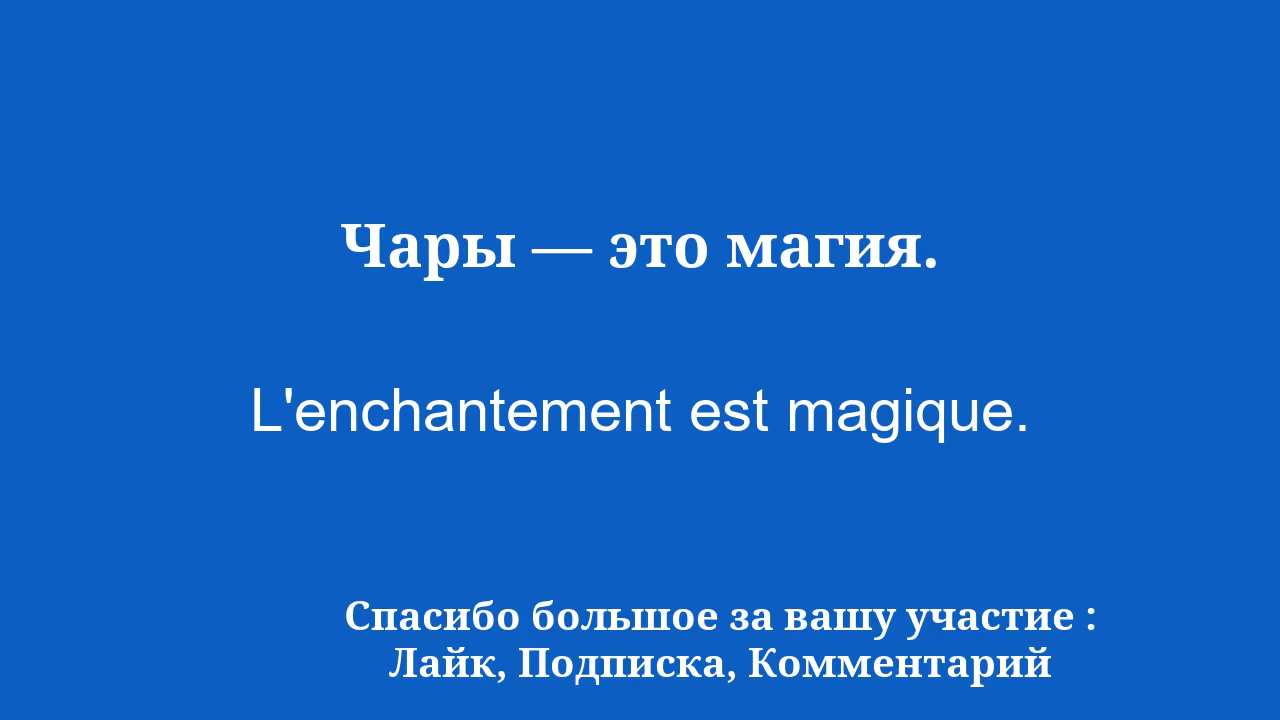 Чары — это магия.
L'enchantement est magique.
Спасибо большое за вашу участие :
Лайк, Подписка, Комментарий